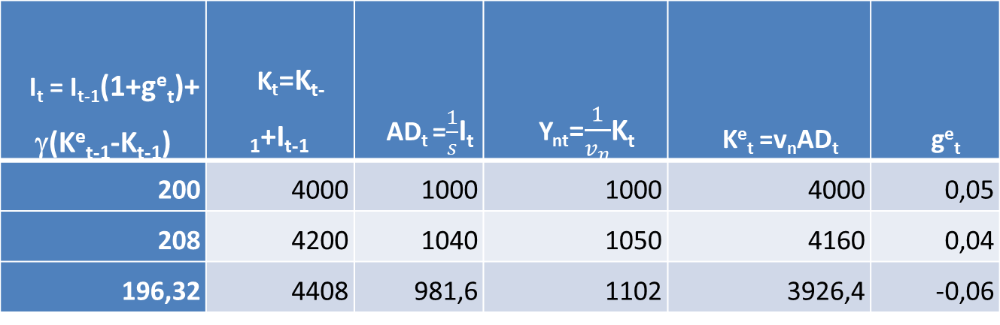 Iₜ = Iₜ₋₁(1+gᵉₜ)+
γ(Kᵉₜ₋₁-Kₜ₋₁)
Kₜ=Kₜ₋
₁+Iₜ₋₁
ADₜ =1/s Iₜ
Yₙₜ=1/vₙ Kₜ
Kᵉₜ =vₙADₜ
gᵉₜ
200 4000 1000 1000 4000 0,05
208 4200 1040 1050 4160 0,04
196,32 4408 981,6 1102 3926,4 -0,06